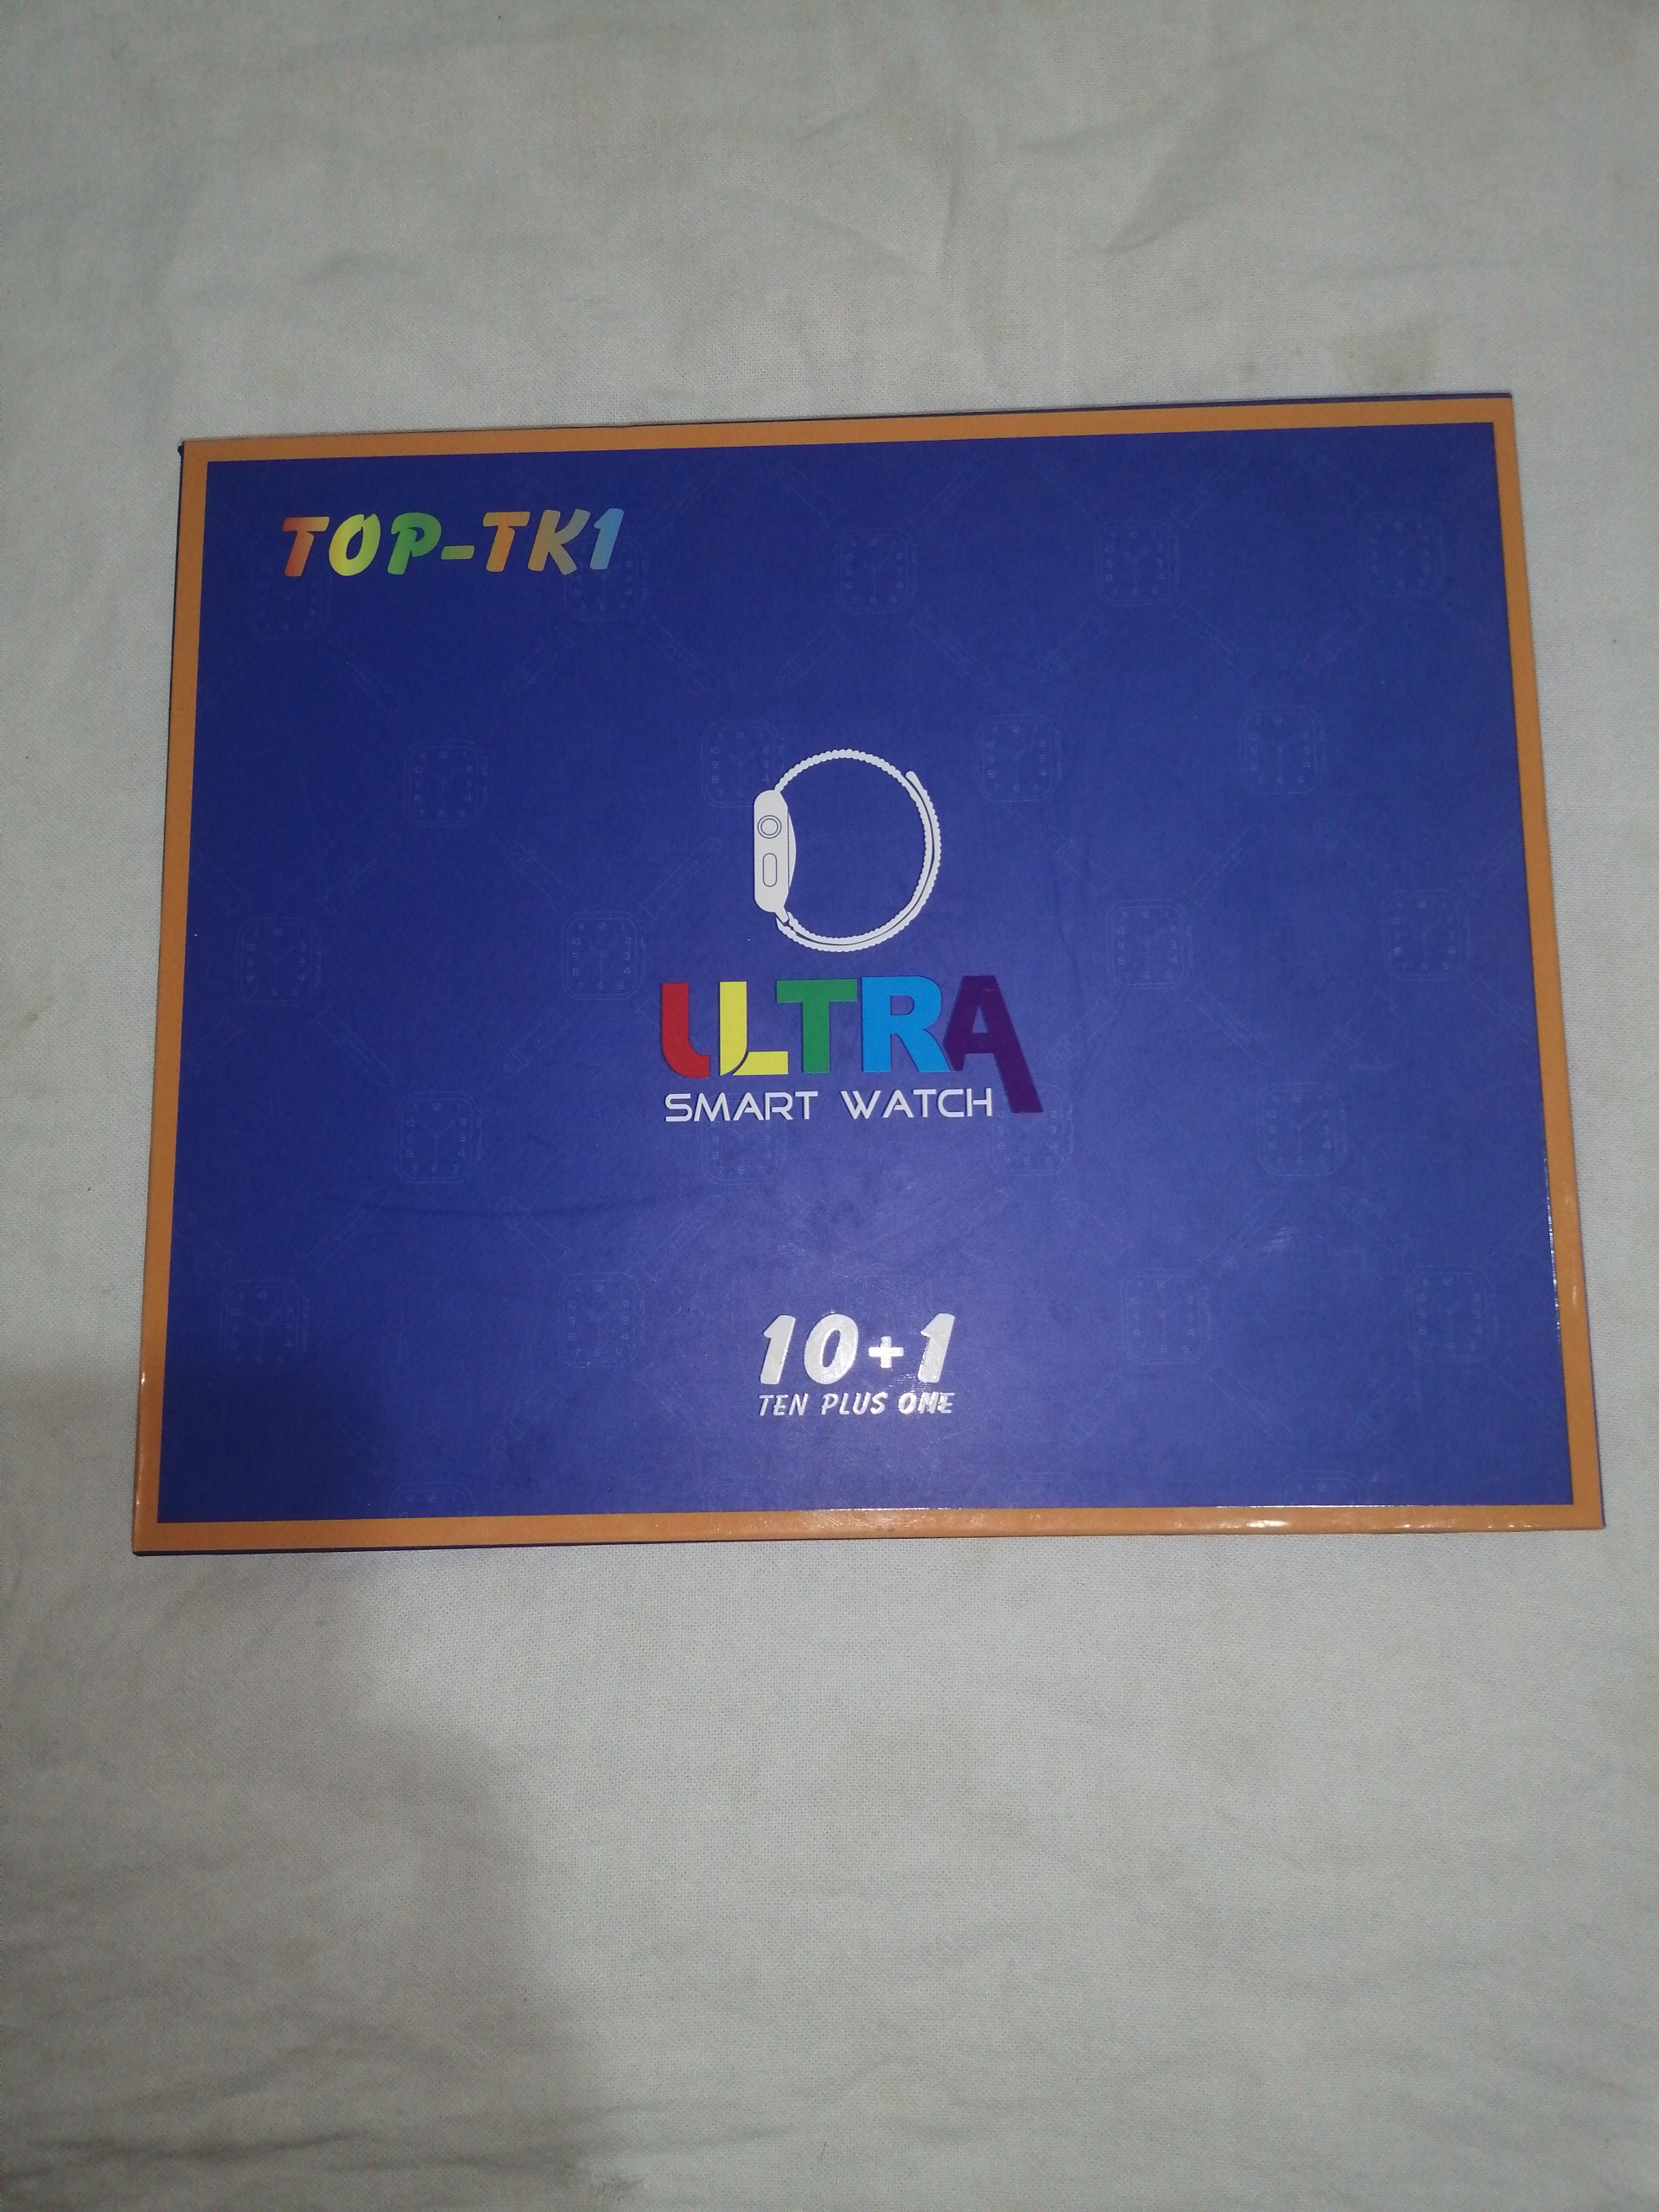 TOP-TK1
ULTRA
SMART WATCH
10+1
TEN PLUS ONE